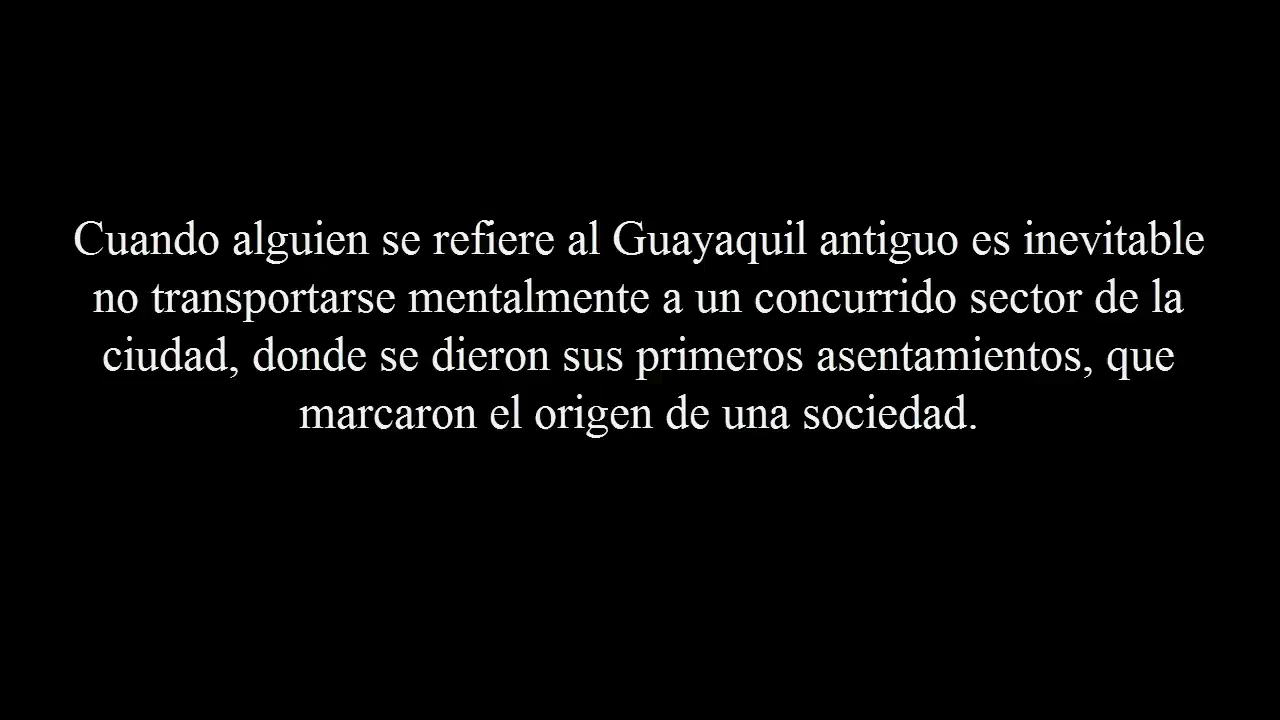 Cuando alguien se refiere al Guayaquil antiguo es inevitable
no transportarse mentalmente a un concurrido sector de la
ciudad, donde se dieron sus primeros asentamientos, que
marcaron el origen de una sociedad.